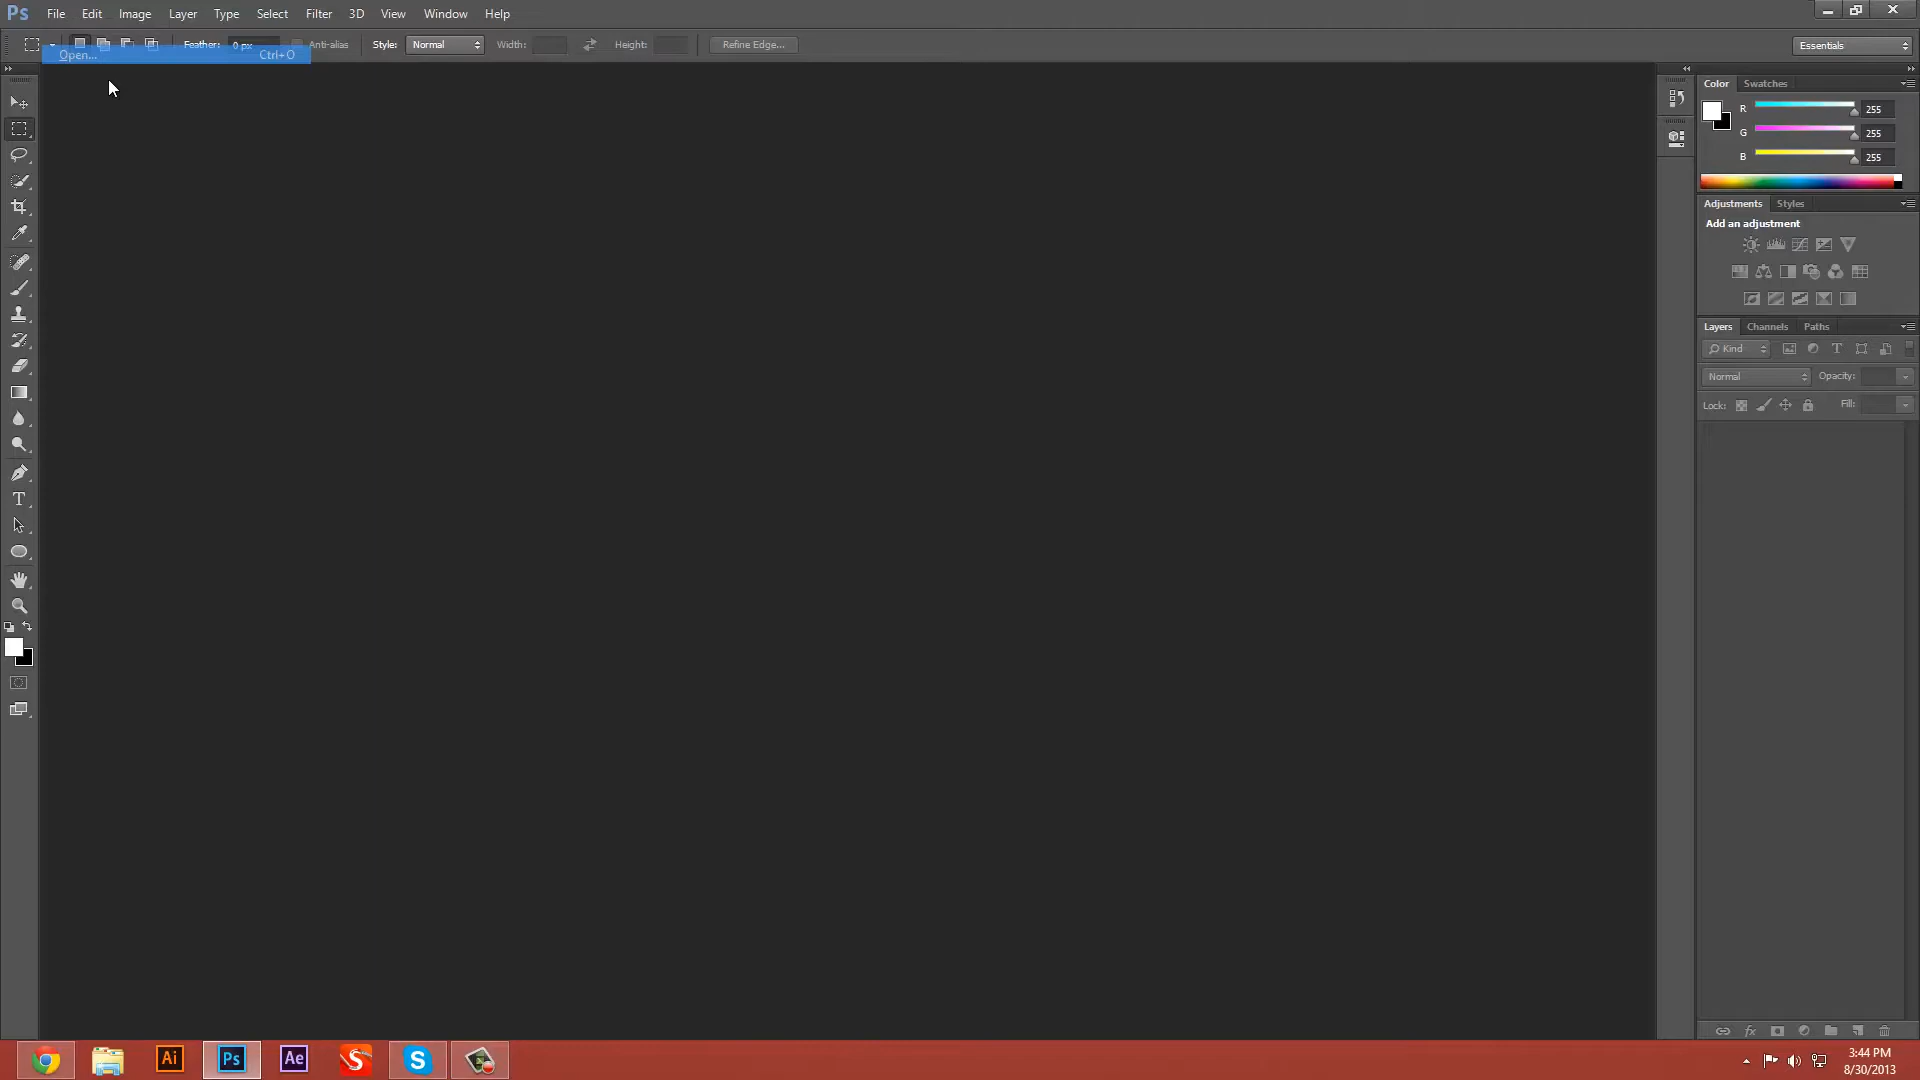 Ps File Edit Image Layer Type Select Filter 3D View Window Help
Feather: 0 px Anti-alias Style: Normal Width: Height: Refine Edge... Essentials
Open... Ctrl+O
Color Swatches
R 255
G 255
B 255
Adjustments Styles
Add an adjustment
Layers Channels Paths
Kind T
Normal Opacity:
Lock: Fill:
T
fx
Ai Ps Ae S S
3:44 PM
8/30/2013